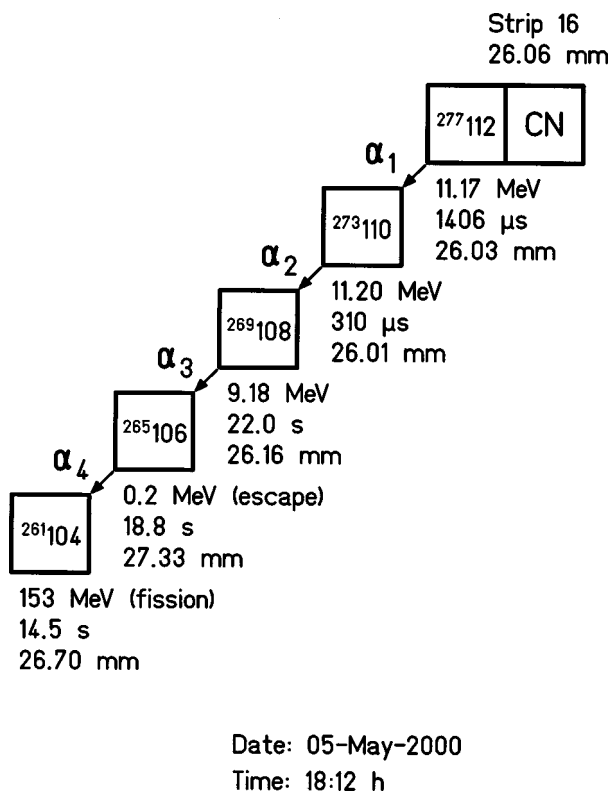 Strip 16
26.06 mm
²⁷⁷112
CN
α₁
11.17 MeV
1406 µs
26.03 mm
²⁷³110
α₂
11.20 MeV
310 µs
26.01 mm
²⁶⁹108
α₃
9.18 MeV
22.0 s
26.16 mm
²⁶⁵106
α₄
0.2 MeV (escape)
18.8 s
27.33 mm
²⁶¹104
153 MeV (fission)
14.5 s
26.70 mm
Date: 05-May-2000
Time: 18:12 h